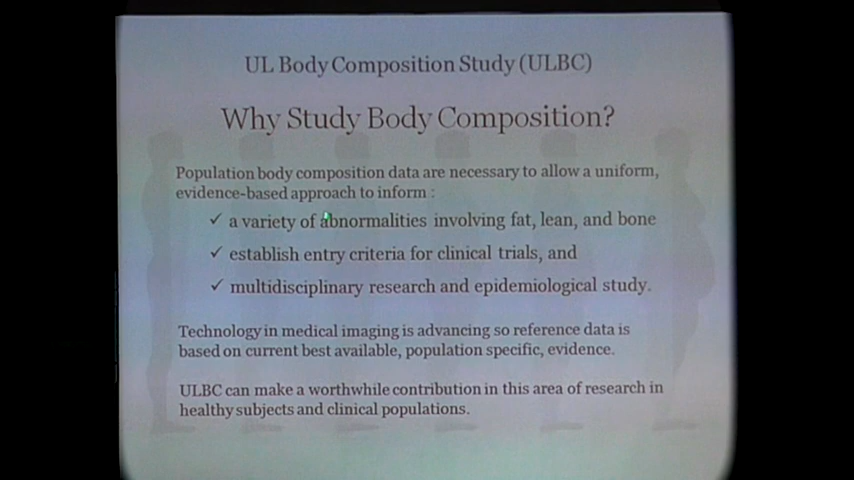 UL Body Composition Study (ULBC)
Why Study Body Composition?
Population body composition data are necessary to allow a uniform,
evidence-based approach to inform :
✓ a variety of abnormalities involving fat, lean, and bone
✓ establish entry criteria for clinical trials, and
✓ multidisciplinary research and epidemiological study.
Technology in medical imaging is advancing so reference data is
based on current best available, population specific, evidence.
ULBC can make a worthwhile contribution in this area of research in
healthy subjects and clinical populations.